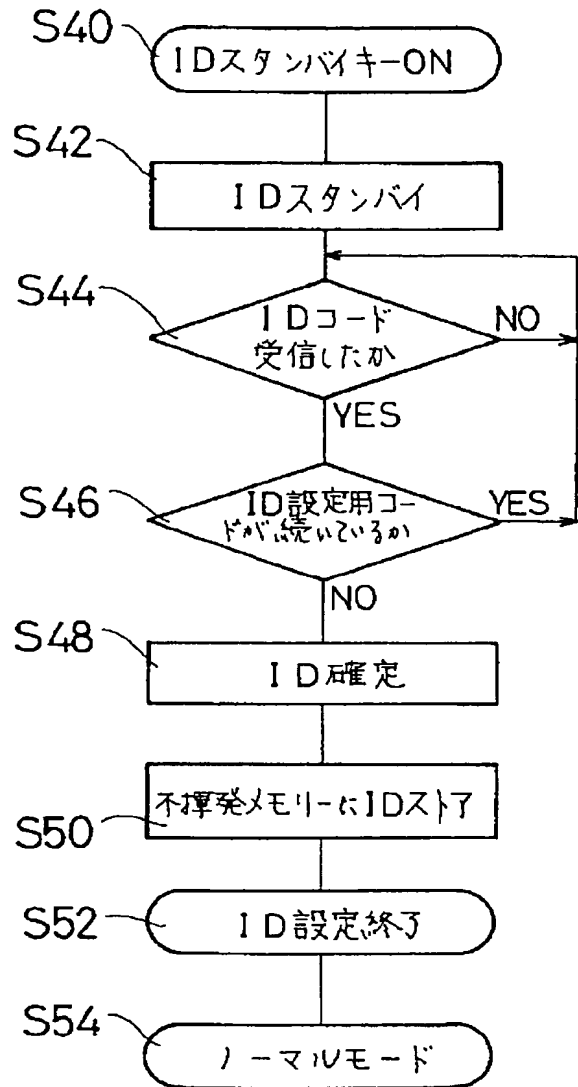 S40
IDスタンバイキーON
S42
IDスタンバイ
S44
IDコード
受信したか
NO
YES
S46
ID設定用コー
ドが続いているか
YES
NO
S48
ID確定
不揮発メモリーにIDストア
S50
S52
ID設定終了
S54
ノーマルモード